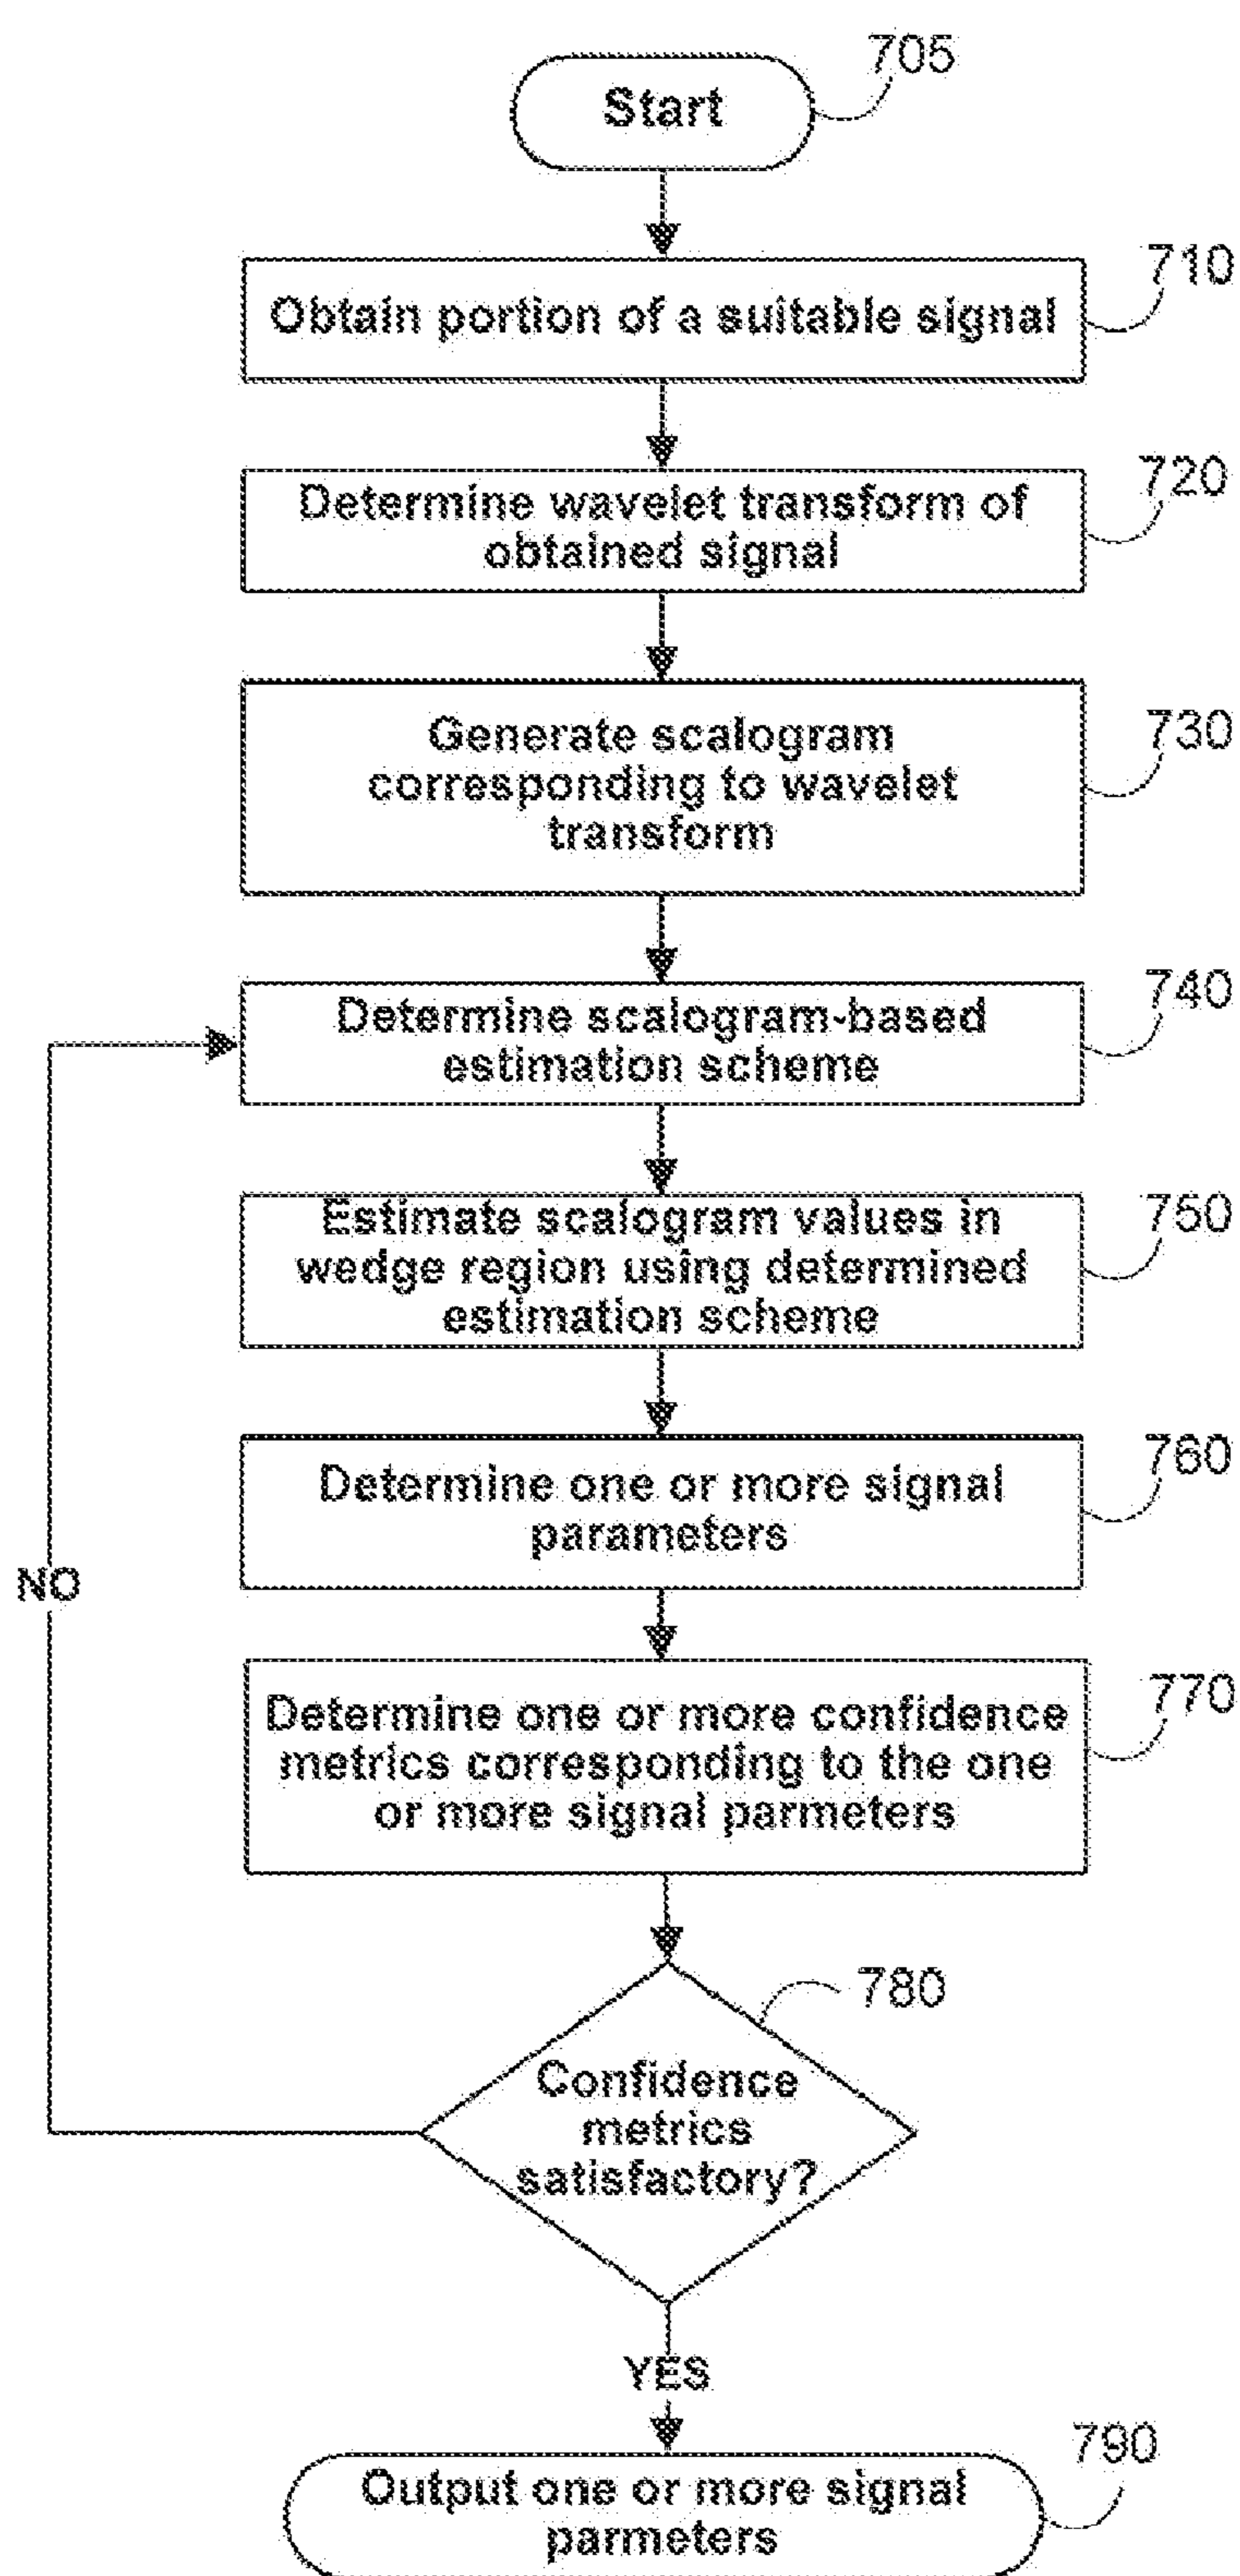 705
Start
710
Obtain portion of a suitable signal
720
Determine wavelet transform of
obtained signal
730
Generate scalogram
corresponding to wavelet
transform
740
Determine scalogram-based
estimation scheme
750
Estimate scalogram values in
wedge region using determined
estimation scheme
760
Determine one or more signal
parameters
NO
770
Determine one or more confidence
metrics corresponding to the one
or more signal parmeters
780
Confidence
metrics
satisfactory?
YES
790
Output one or more signal
parmeters